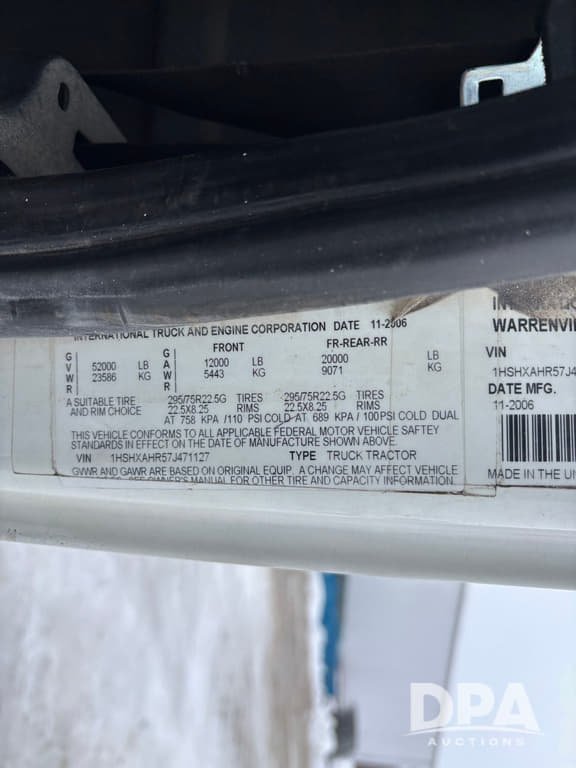 INTERNATIONAL TRUCK AND ENGINE CORPORATION DATE 11-2006
FRONT FR-REAR-RR
G V W R 52000 LB 23586 KG G A W R 12000 LB 5443 KG 20000 LB 9071 KG
A SUITABLE TIRE 295/75R22.5G TIRES 295/75R22.5G TIRES
AND RIM CHOICE 22.5X8.25 RIMS 22.5X8.25 RIMS
AT 758 KPA /110 PSI COLD AT 689 KPA / 100PSI COLD DUAL
THIS VEHICLE CONFORMS TO ALL APPLICABLE FEDERAL MOTOR VEHICLE SAFTEY
STANDARDS IN EFFECT ON THE DATE OF MANUFACTURE SHOWN ABOVE.
VIN 1HSHXAHR57J471127 TYPE TRUCK TRACTOR
GVWR AND GAWR ARE BASED ON ORIGINAL EQUIP. A CHANGE MAY AFFECT VEHICLE
SEE OWNER'S MANUAL FOR OTHER TIRE AND CAPACITY INFORMATION.
WARRENVI
VIN
1HSHXAHR57J4
DATE MFG.
11-2006
MADE IN THE UN
DPA
AUCTIONS